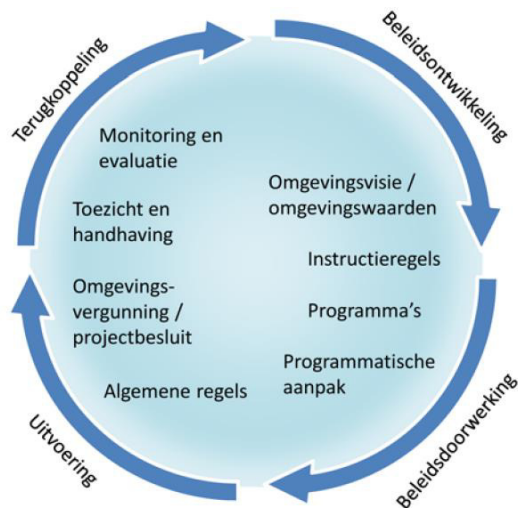 Terugkoppeling
Beleidsontwikkeling
Monitoring en
evaluatie
Omgevingsvisie /
omgevingswaarden
Toezicht en
handhaving
Instructieregels
Omgevings-
vergunning /
projectbesluit
Programma's
Programmatische
aanpak
Algemene regels
Uitvoering
Beleidsdoorwerking